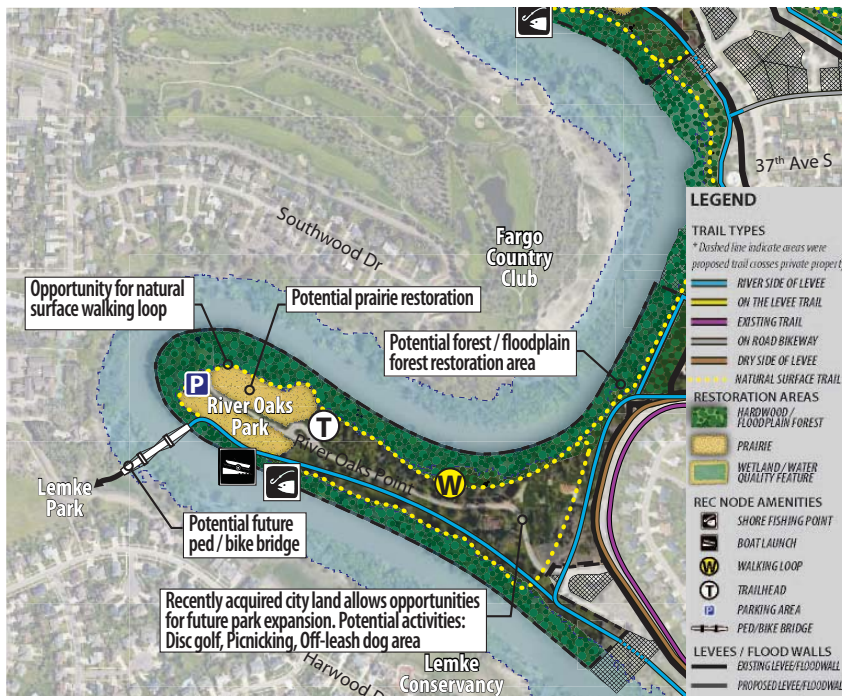 37th Ave S
Southwood Dr
Fargo
Country
Club
Opportunity for natural
surface walking loop
Potential prairie restoration
Potential forest / floodplain
forest restoration area
P
River Oaks
Park
T
River Oaks Point
W
Lemke
Park
Potential future
ped / bike bridge
Recently acquired city land allows opportunities
for future park expansion. Potential activities:
Disc golf, Picnicking, Off-leash dog area
Lemke
Conservancy
Harwood
LEGEND
TRAIL TYPES
* Dashed line indicate areas were
proposed trail crosses private property
RIVER SIDE OF LEVEE
ON THE LEVEE TRAIL
EXISTING TRAIL
ON ROAD BIKEWAY
DRY SIDE OF LEVEE
NATURAL SURFACE TRAIL
RESTORATION AREAS
HARDWOOD /
FLOODPLAIN FOREST
PRAIRIE
WETLAND / WATER
QUALITY FEATURE
REC NODE AMENITIES
SHORE FISHING POINT
BOAT LAUNCH
W WALKING LOOP
T TRAILHEAD
P PARKING AREA
PED/BIKE BRIDGE
LEVEES / FLOOD WALLS
EXISTING LEVEE/FLOODWALL
PROPOSED LEVEE/FLOODWAL